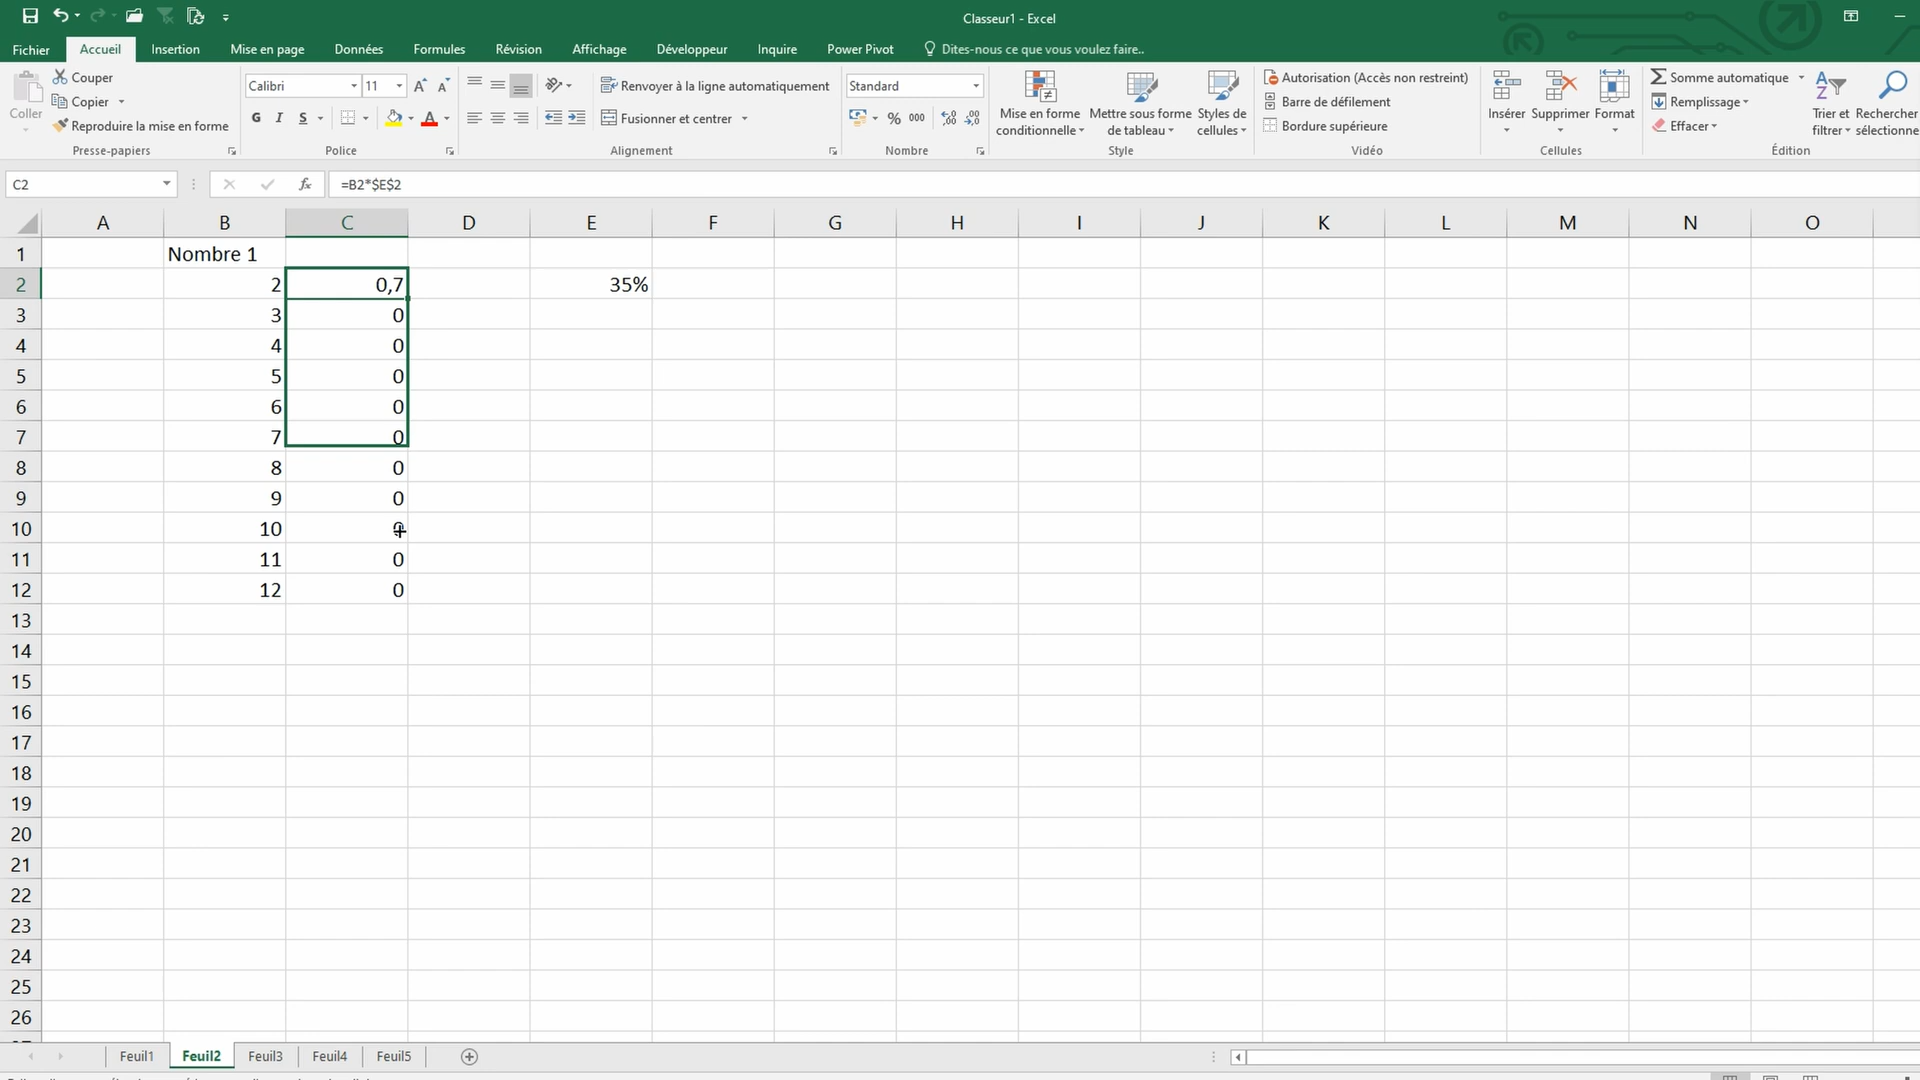 Classeur1 - Excel
Fichier Accueil Insertion Mise en page Données Formules Révision Affichage Développeur Inquire Power Pivot Dites-nous ce que vous voulez faire..
Coller
Couper
Copier
Reproduire la mise en forme
Presse-papiers
Calibri 11
G I S
Police
Renvoyer à la ligne automatiquement
Fusionner et centrer
Alignement
Standard
% 000
Nombre
Mise en forme conditionnelle
Mettre sous forme de tableau
Styles de cellules
Style
Autorisation (Accès non restreint)
Barre de défilement
Bordure supérieure
Vidéo
Insérer Supprimer Format
Cellules
Somme automatique
Remplissage
Effacer
Trier et filtrer
Rechercher
sélectionne
Édition
C2 fx =B2*$E$2
A B C D E F G H I J K L M N O
1 Nombre 1
2 2 0,7 35%
3 3 0
4 4 0
5 5 0
6 6 0
7 7 0
8 8 0
9 9 0
10 10
11 11 0
12 12 0
13
14
15
16
17
18
19
20
21
22
23
24
25
26
Feuil1 Feuil2 Feuil3 Feuil4 Feuil5